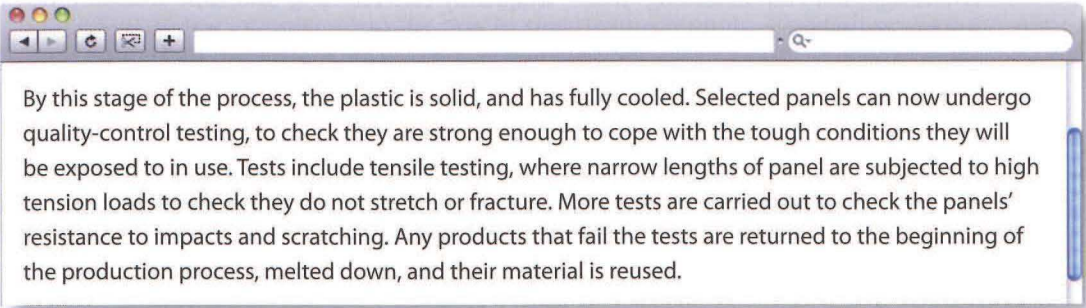 By this stage of the process, the plastic is solid, and has fully cooled. Selected panels can now undergo
quality-control testing, to check they are strong enough to cope with the tough conditions they will
be exposed to in use. Tests include tensile testing, where narrow lengths of panel are subjected to high
tension loads to check they do not stretch or fracture. More tests are carried out to check the panels'
resistance to impacts and scratching. Any products that fail the tests are returned to the beginning of
the production process, melted down, and their material is reused.